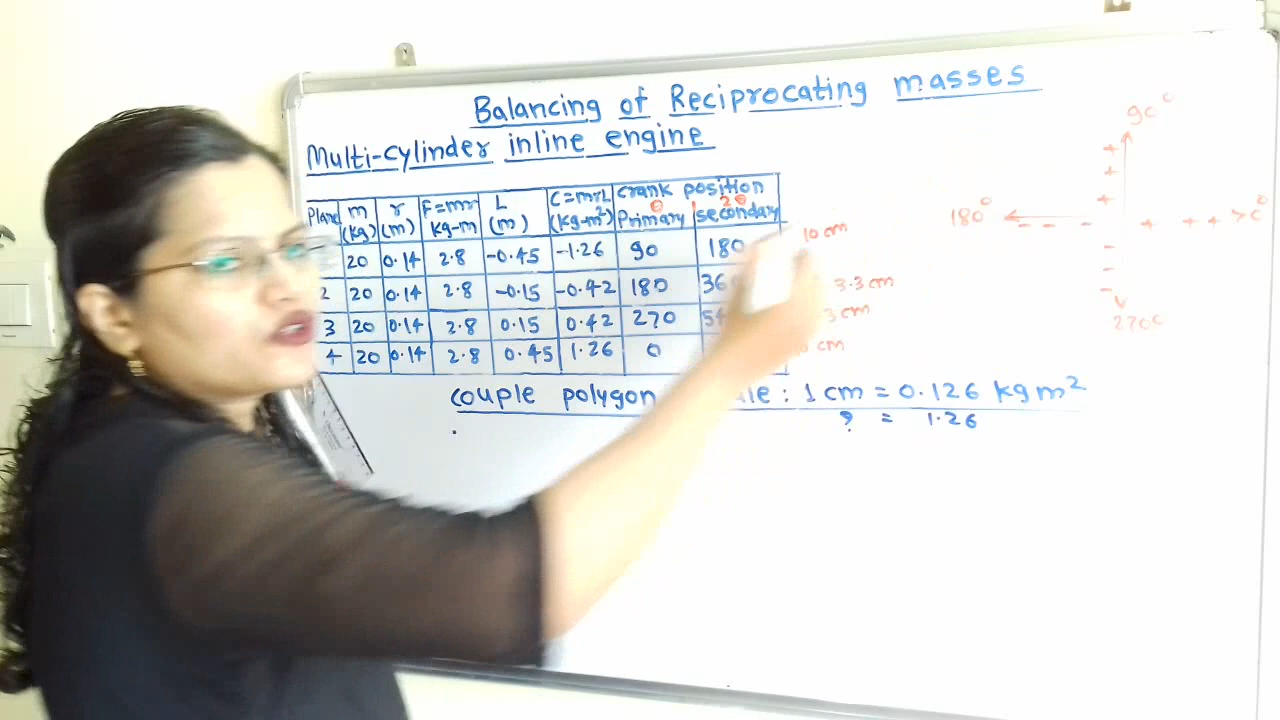 Balancing of Reciprocating masses
Multi-cylinder inline engine
Plane m (kg) r (m) F=mr kg-m L (m) C=mrL (kg-m²) crank position
θ Primary 2θ secondary
20 0.14 2.8 -0.45 -1.26 90 180 10 cm
2 20 0.14 2.8 -0.15 -0.42 180 3.3 cm
3 20 0.14 2.8 0.15 0.42 270
4 20 0.14 2.8 0.45 1.26 0 cm
couple polygon : 1 cm = 0.126 kg m²
? = 1.26
90°
+
+
+
180° - - - + + + 0°
-
-
270°